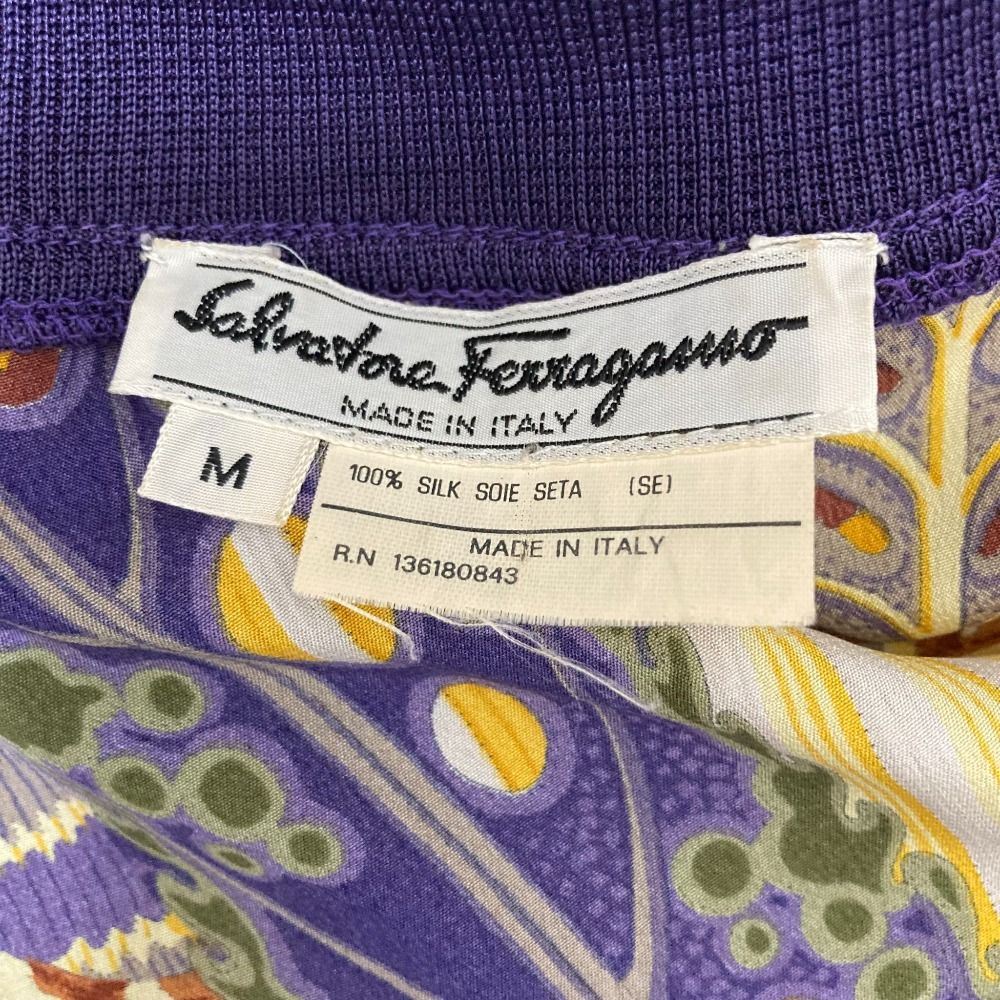 Salvatore Ferragamo
MADE IN ITALY
M
100% SILK SOIE SETA (SE)
MADE IN ITALY
R.N 136180843